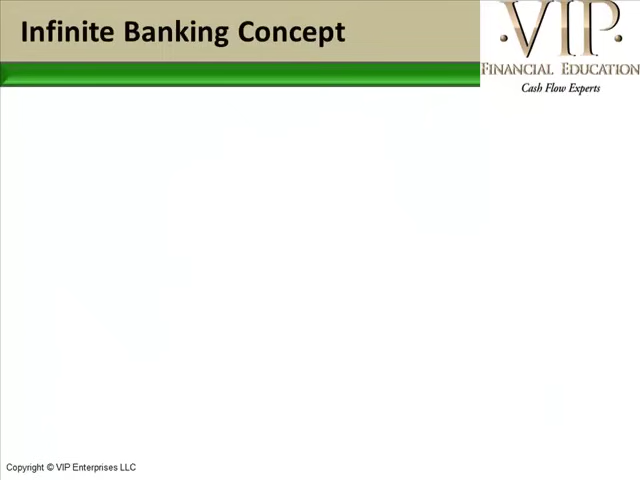 Infinite Banking Concept
·VIP·
FINANCIAL EDUCATION
Cash Flow Experts
Copyright © VIP Enterprises LLC